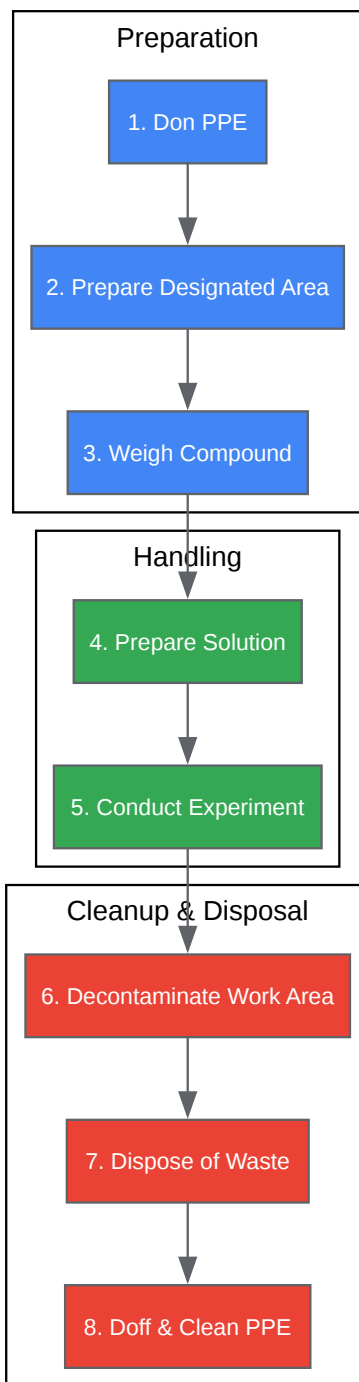 Preparation
1. Don PPE
2. Prepare Designated Area
3. Weigh Compound
Handling
4. Prepare Solution
5. Conduct Experiment
Cleanup & Disposal
6. Decontaminate Work Area
7. Dispose of Waste
8. Doff & Clean PPE